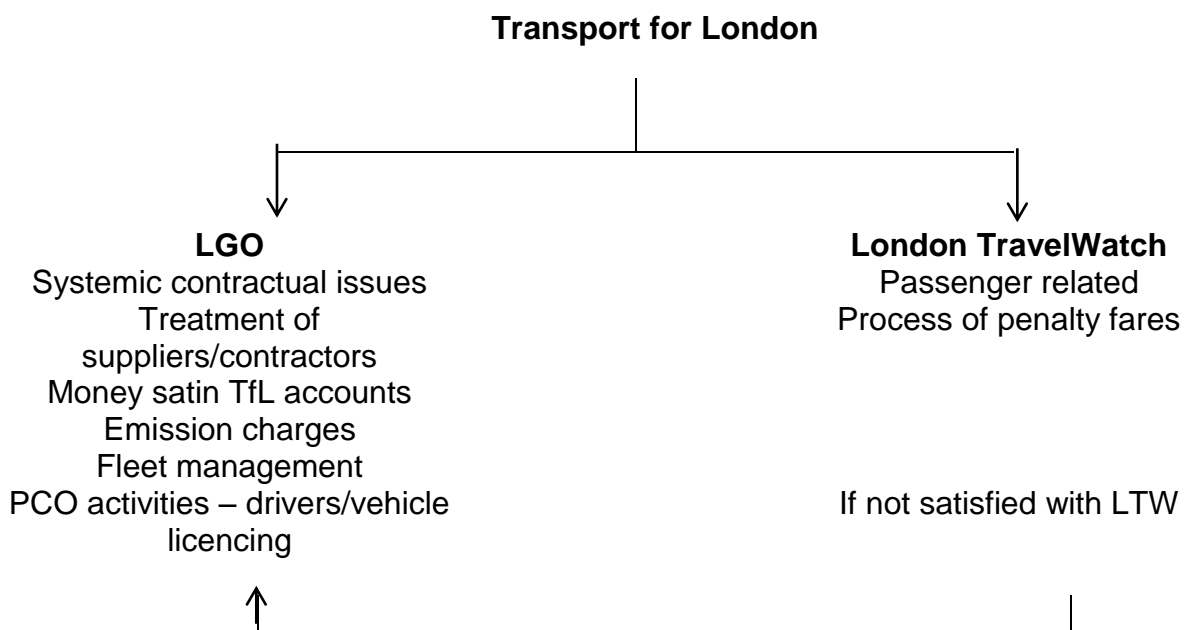 Transport for London
LGO
Systemic contractual issues
Treatment of
suppliers/contractors
Money satin TfL accounts
Emission charges
Fleet management
PCO activities – drivers/vehicle
licencing
London TravelWatch
Passenger related
Process of penalty fares
If not satisfied with LTW